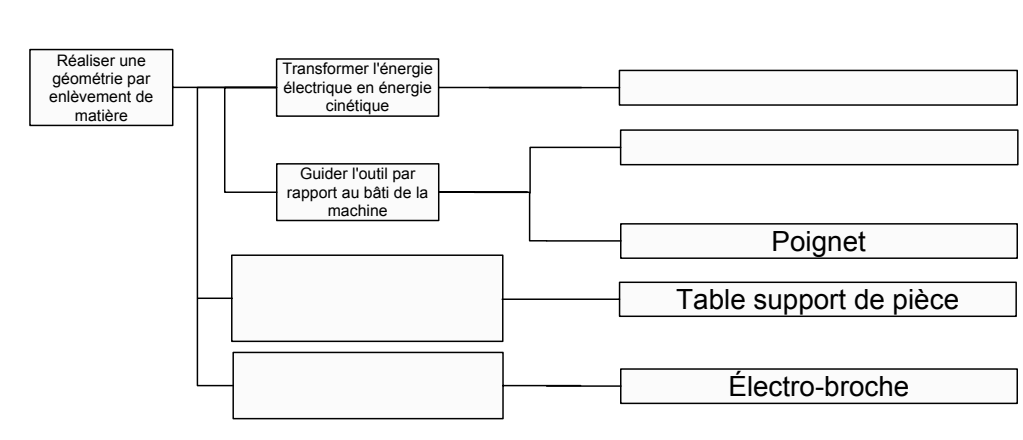 Réaliser une
géométrie par
enlèvement de
matière
Transformer l'énergie
électrique en énergie
cinétique
Guider l'outil par
rapport au bâti de la
machine
Poignet
Table support de pièce
Électro-broche